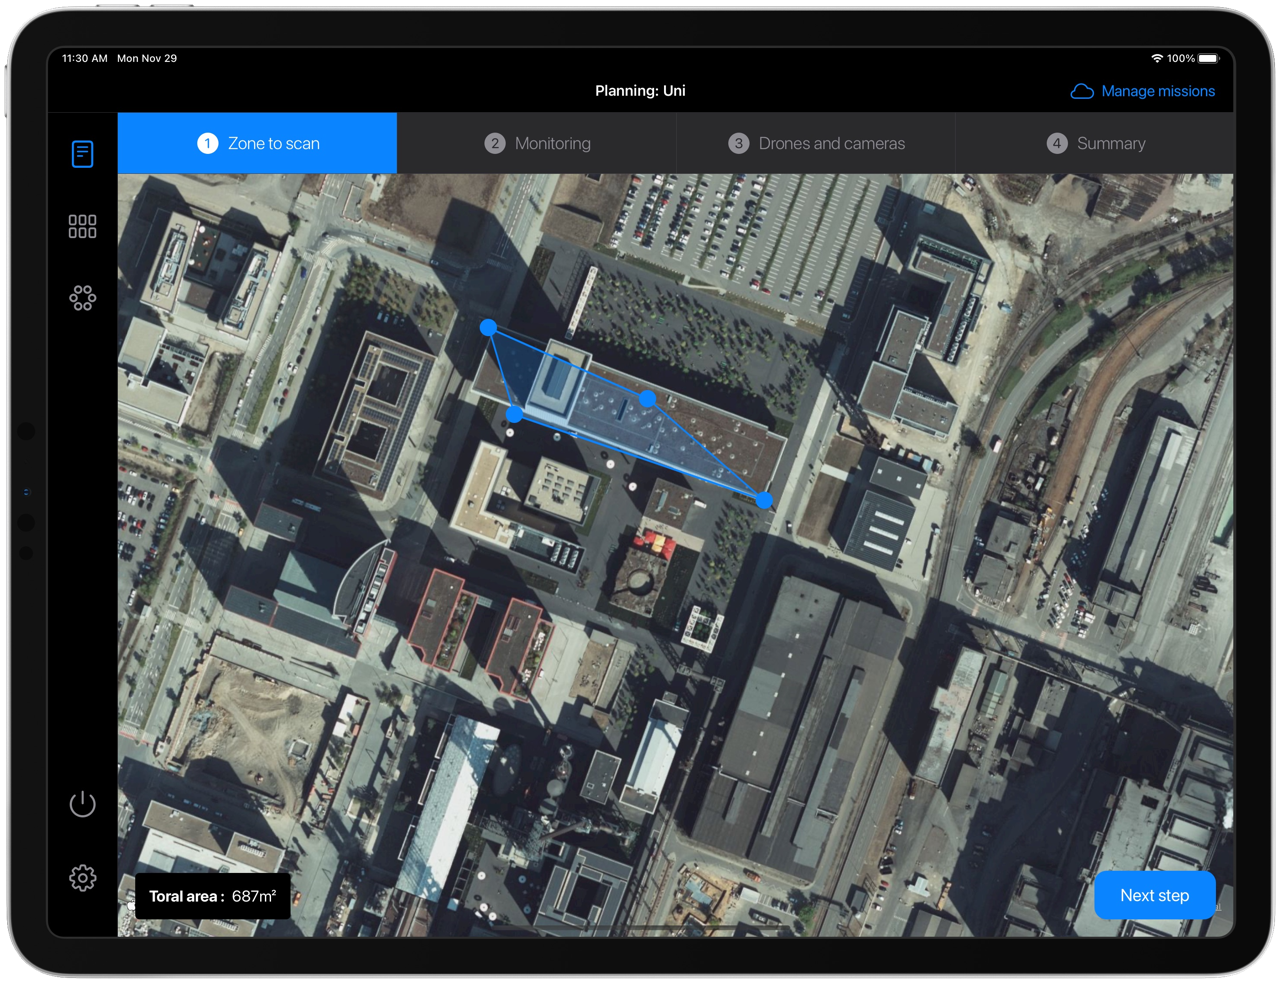 11:30 AM Mon Nov 29
100%
Planning: Uni
Manage missions
1 Zone to scan
2 Monitoring
3 Drones and cameras
4 Summary
Toral area : 687m²
Next step